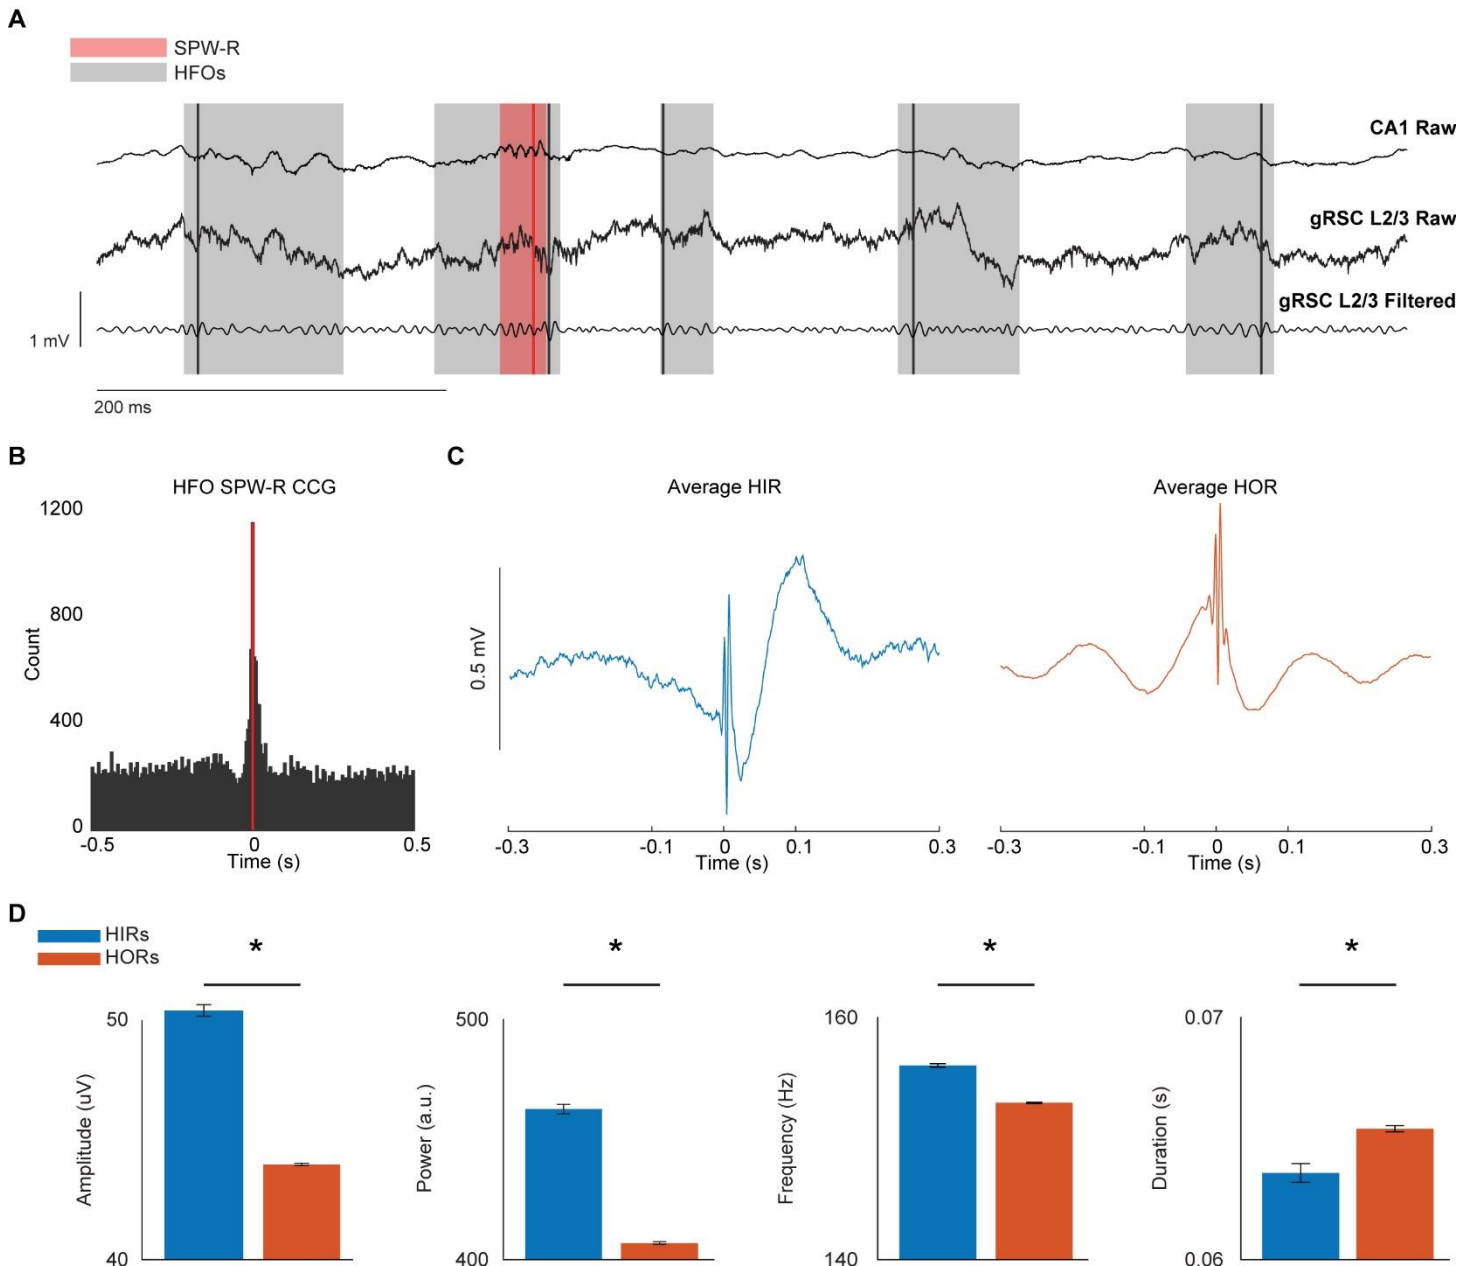 A
SPW-R
HFOs
CA1 Raw
gRSC L2/3 Raw
gRSC L2/3 Filtered
1 mV
200 ms
B
HFO SPW-R CCG
1200
800
400
0
Count
-0.5
0
0.5
Time (s)
C
Average HIR
Average HOR
0.5 mV
-0.3
-0.1
0
0.1
0.3
Time (s)
-0.3
-0.1
0
0.1
0.3
Time (s)
D
HIRs
HORs
*
*
*
*
50
40
Amplitude (uV)
500
400
Power (a.u.)
160
140
Frequency (Hz)
0.07
0.06
Duration (s)